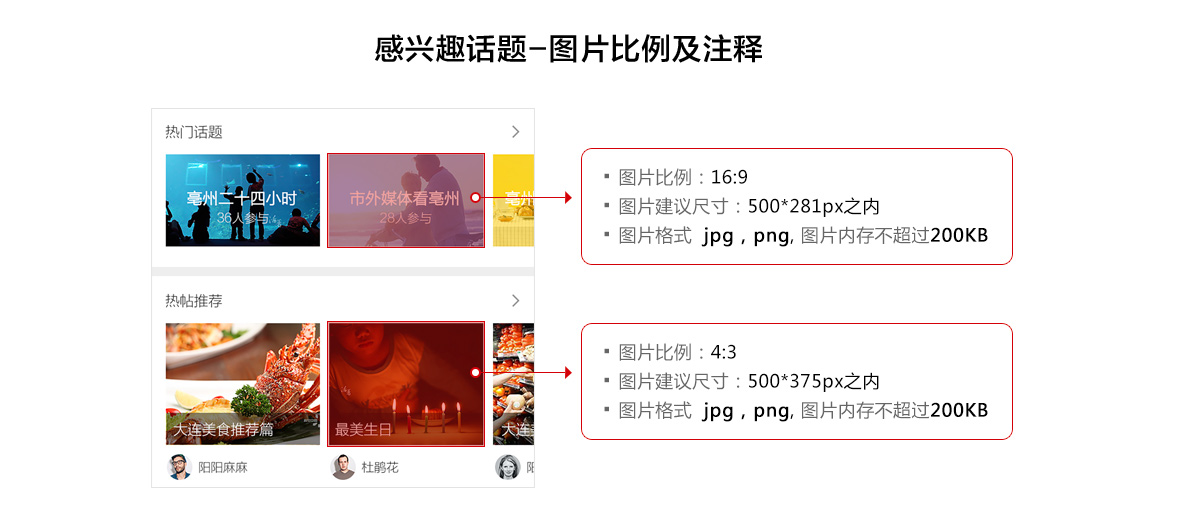 感兴趣话题-图片比例及注释
热门话题
亳州二十四小时
36人参与
市外媒体看亳州
28人参与
亳州
图片比例：16:9
图片建议尺寸：500*281px之内
图片格式 jpg，png, 图片内存不超过200KB
热帖推荐
大连美食推荐篇
最美生日
大连
阳阳麻麻
杜鹃花
阳
图片比例：4:3
图片建议尺寸：500*375px之内
图片格式 jpg，png, 图片内存不超过200KB